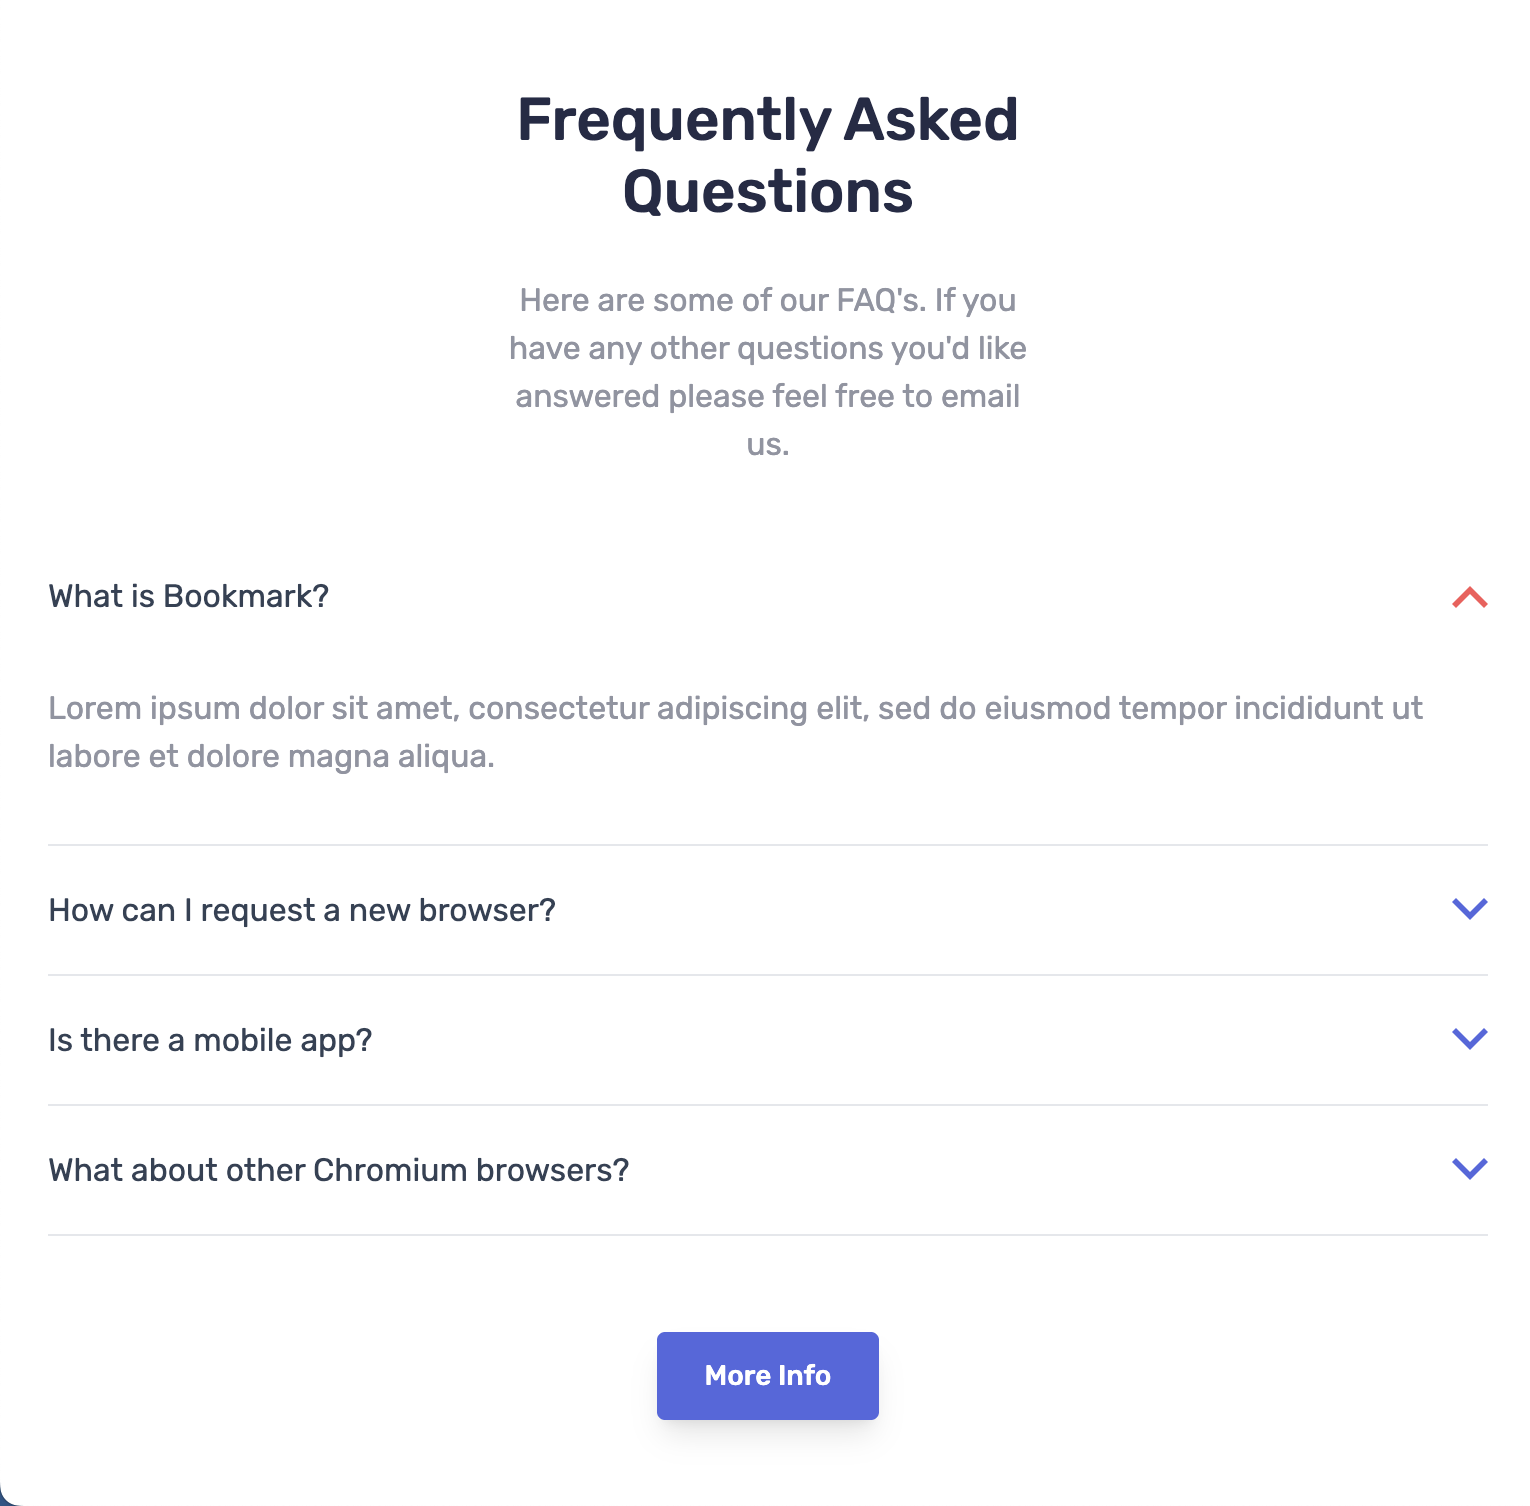 Frequently Asked
Questions
Here are some of our FAQ's. If you
have any other questions you'd like
answered please feel free to email
us.
What is Bookmark?
Lorem ipsum dolor sit amet, consectetur adipiscing elit, sed do eiusmod tempor incididunt ut
labore et dolore magna aliqua.
How can I request a new browser?
Is there a mobile app?
What about other Chromium browsers?
More Info